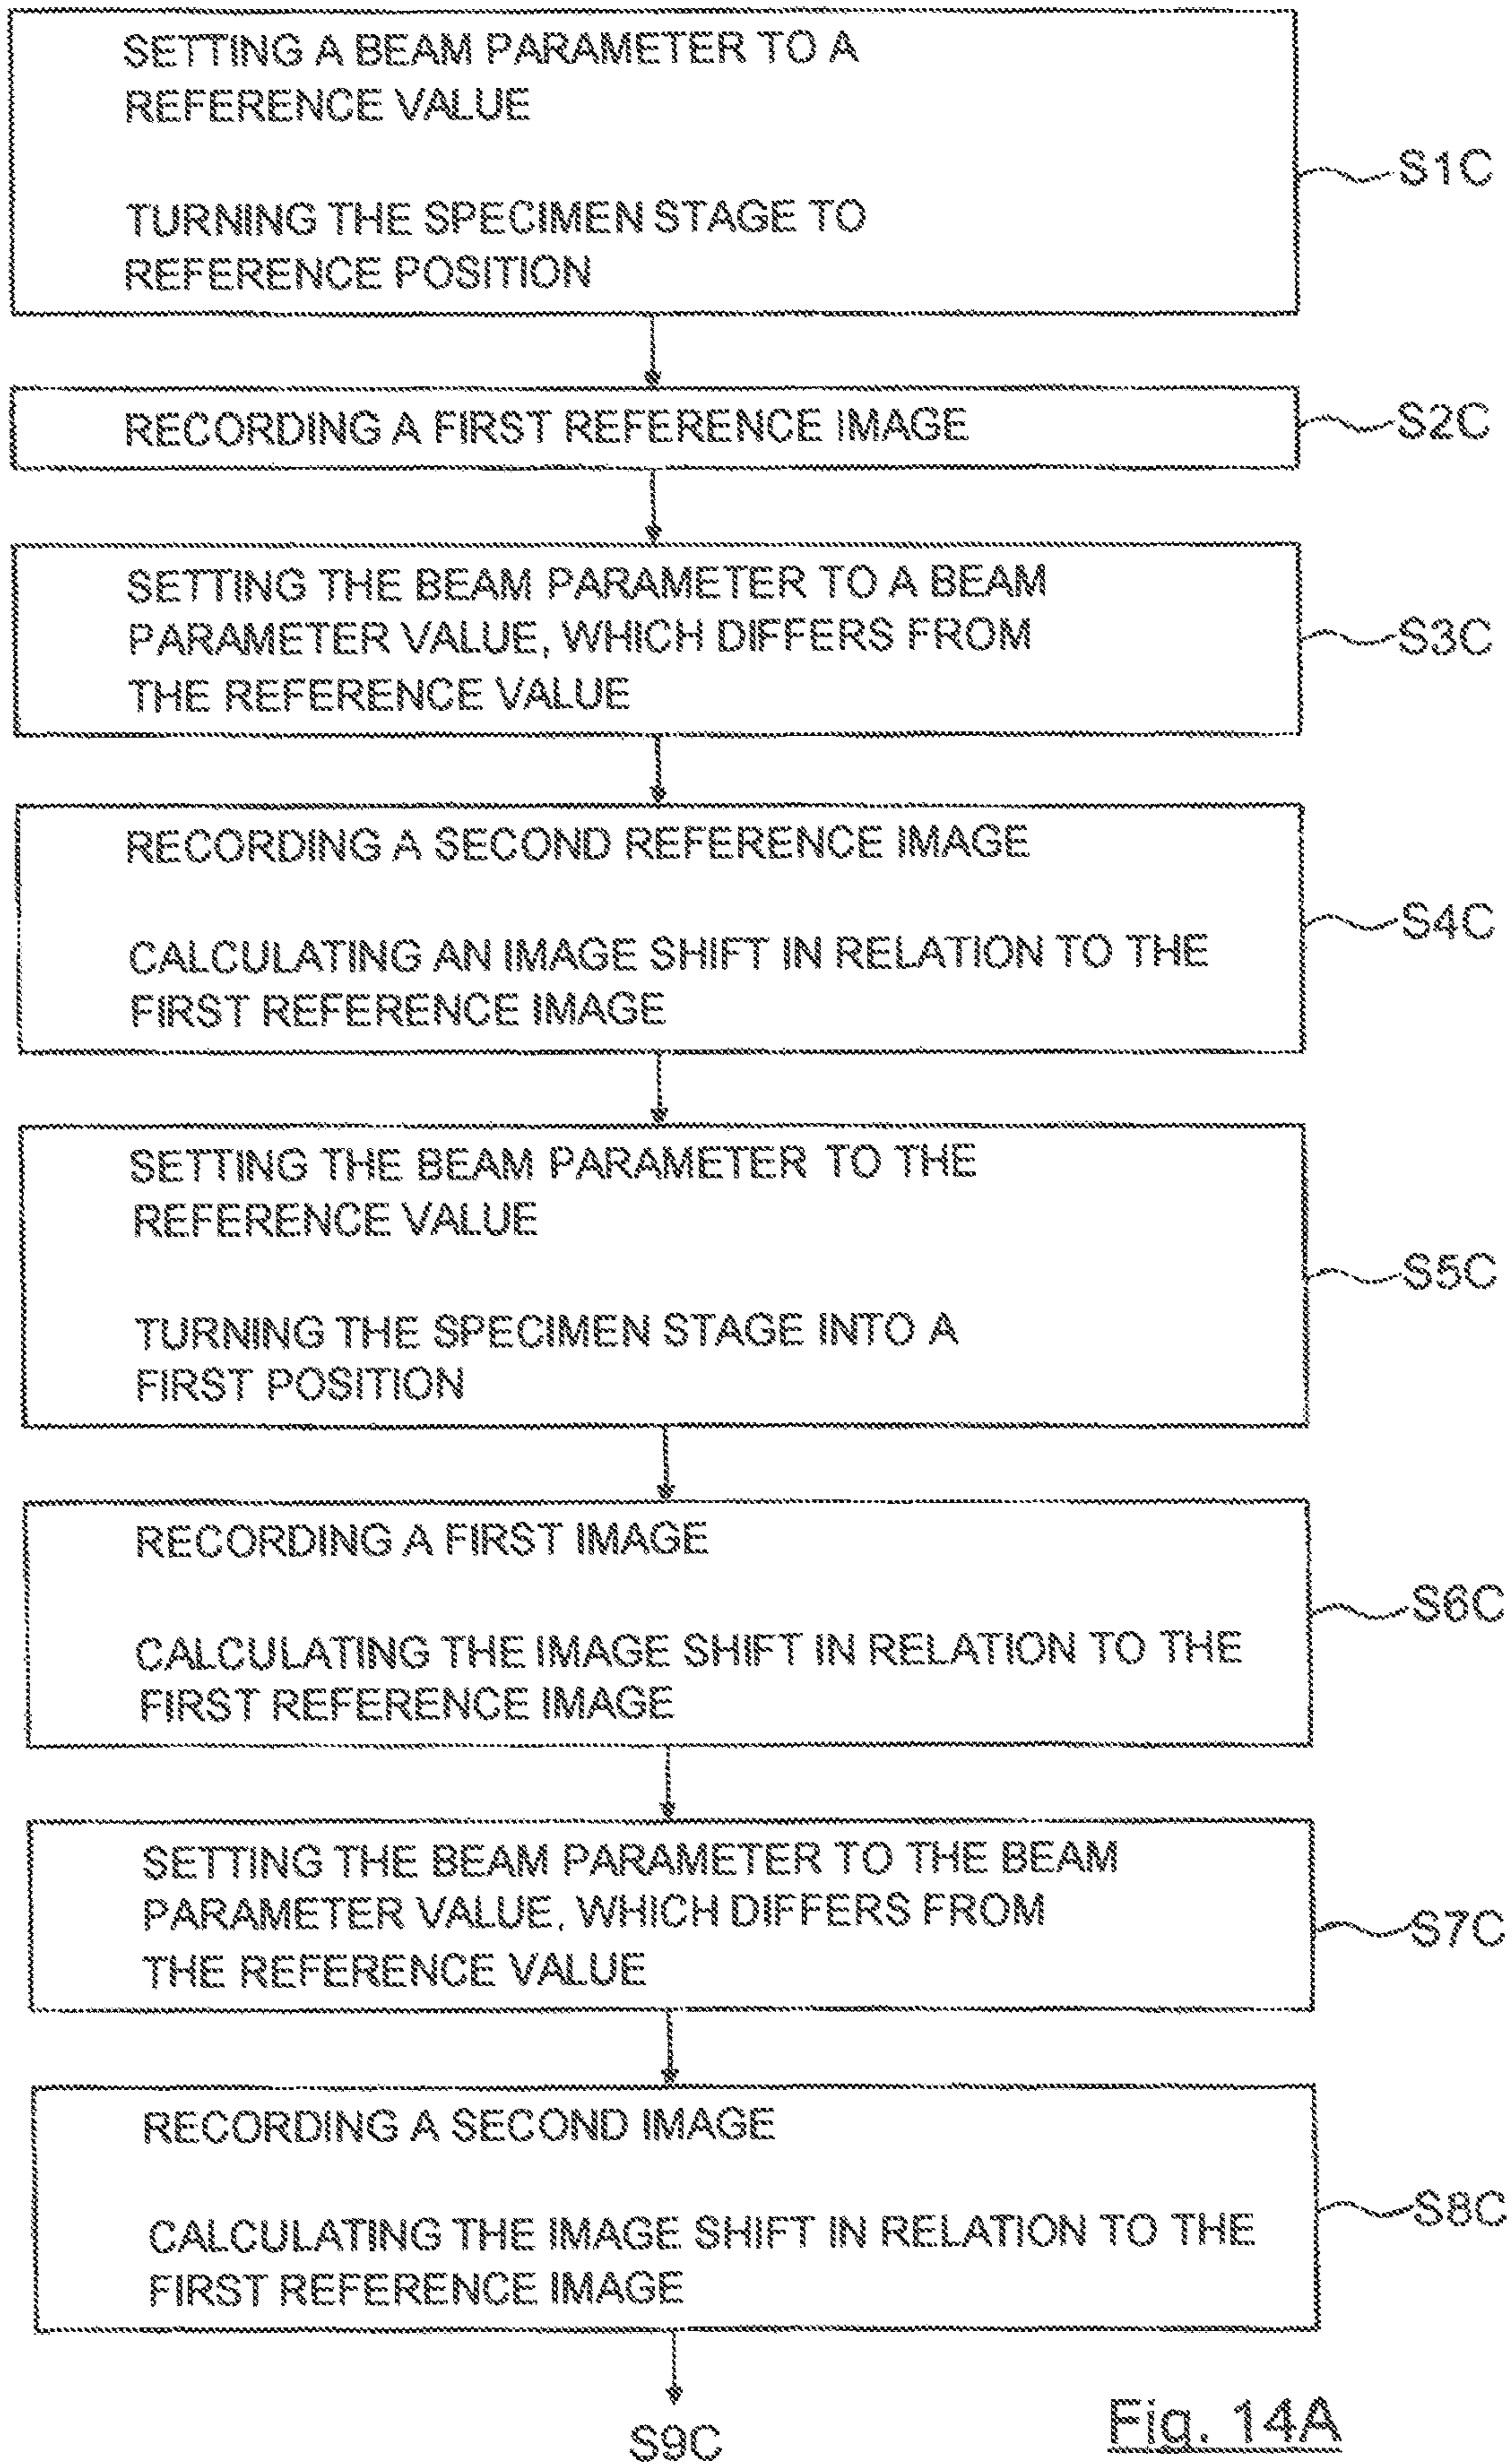 SETTING A BEAM PARAMETER TO A
REFERENCE VALUE
TURNING THE SPECIMEN STAGE TO
REFERENCE POSITION
S1C
RECORDING A FIRST REFERENCE IMAGE
S2C
SETTING THE BEAM PARAMETER TO A BEAM
PARAMETER VALUE, WHICH DIFFERS FROM
THE REFERENCE VALUE
S3C
RECORDING A SECOND REFERENCE IMAGE
CALCULATING AN IMAGE SHIFT IN RELATION TO THE
FIRST REFERENCE IMAGE
S4C
SETTING THE BEAM PARAMETER TO THE
REFERENCE VALUE
TURNING THE SPECIMEN STAGE INTO A
FIRST POSITION
S5C
RECORDING A FIRST IMAGE
CALCULATING THE IMAGE SHIFT IN RELATION TO THE
FIRST REFERENCE IMAGE
S6C
SETTING THE BEAM PARAMETER TO THE BEAM
PARAMETER VALUE, WHICH DIFFERS FROM
THE REFERENCE VALUE
S7C
RECORDING A SECOND IMAGE
CALCULATING THE IMAGE SHIFT IN RELATION TO THE
FIRST REFERENCE IMAGE
S8C
S9C
Fig. 14A